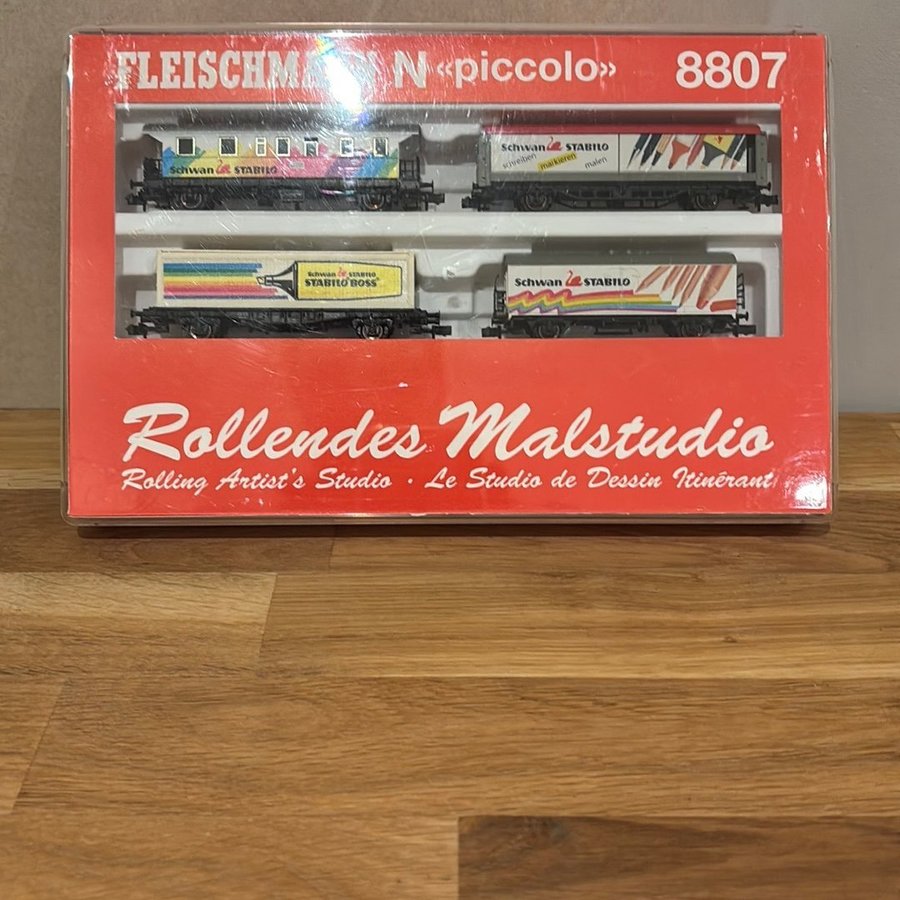 FLEISCHMANN N «piccolo» 8807
Schwan STABILO
Schwan STABILO
schreiben markieren malen
Schwan STABILO
STABILO BOSS
Schwan STABILO
Rollendes Malstudio
Rolling Artist's Studio · Le Studio de Dessin Itinérant